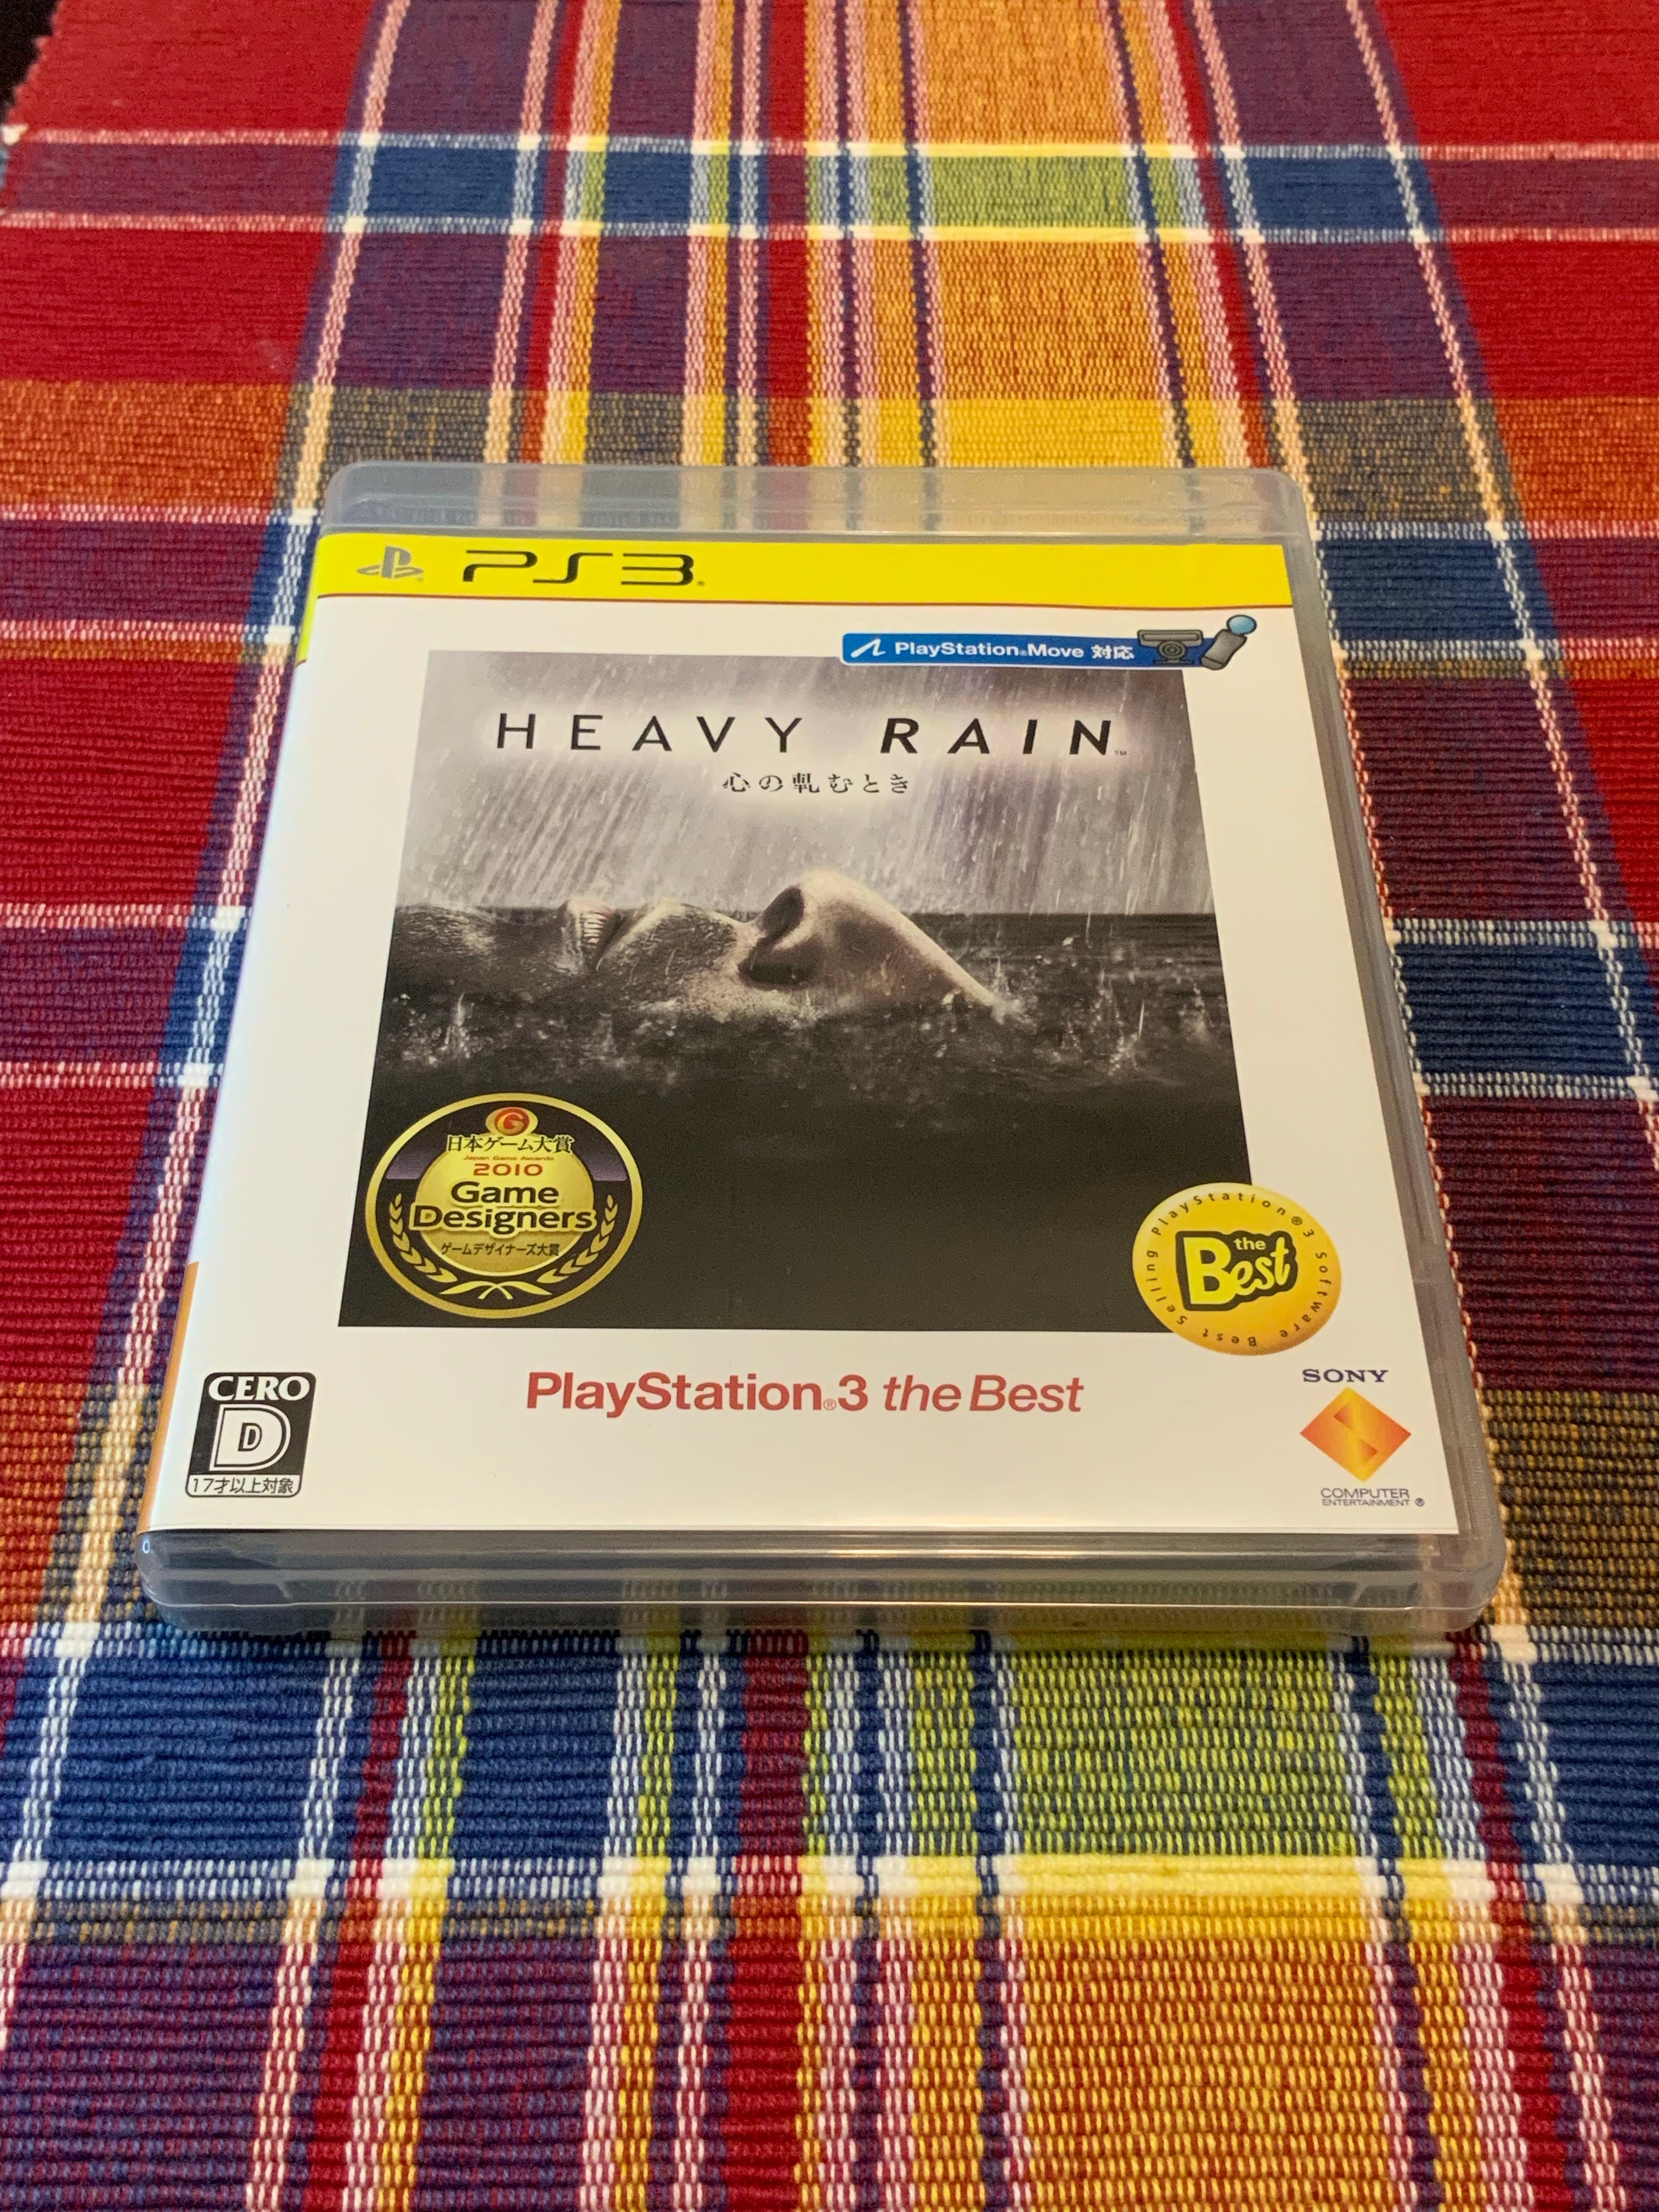 PS3®
PlayStation®Move 対応
HEAVY RAIN™
心の軋むとき
日本ゲーム大賞
Japan Game Awards
2010
Game
Designers
ゲームデザイナーズ大賞
PlayStation®3 Software Best Selling
the
Best
PlayStation®3 the Best
CERO
D
17才以上対象
SONY
COMPUTER
ENTERTAINMENT®